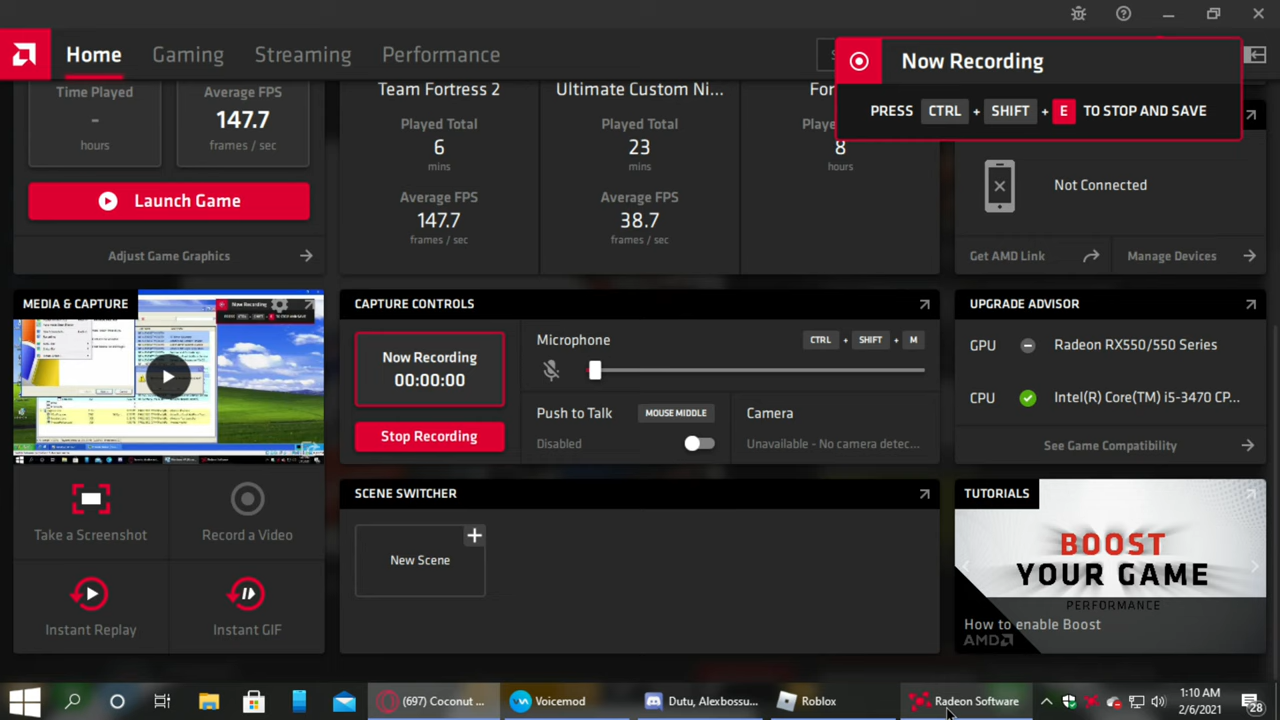 Home Gaming Streaming Performance
S
Now Recording
PRESS CTRL + SHIFT + E TO STOP AND SAVE
Time Played
-
hours
Average FPS
147.7
frames / sec
Launch Game
Adjust Game Graphics
Team Fortress 2
Played Total
6
mins
Average FPS
147.7
frames / sec
Ultimate Custom Ni...
Played Total
23
mins
Average FPS
38.7
frames / sec
For
Playe
8
hours
Not Connected
Get AMD Link
Manage Devices
MEDIA & CAPTURE
Now Recording
Take a Screenshot
Record a Video
Instant Replay
Instant GIF
CAPTURE CONTROLS
Now Recording
00:00:00
Stop Recording
Microphone
CTRL + SHIFT M
Push to Talk MOUSE MIDDLE
Disabled
Camera
Unavailable - No camera detec...
SCENE SWITCHER
New Scene
UPGRADE ADVISOR
GPU Radeon RX550/550 Series
CPU Intel(R) Core(TM) i5-3470 CP...
See Game Compatibility
TUTORIALS
BOOST
YOUR GAME
PERFORMANCE
How to enable Boost
AMD
(697) Coconut ...
Voicemod
Dutu, Alexbossu...
Roblox
Radeon Software
1:10 AM
2/6/2021
28